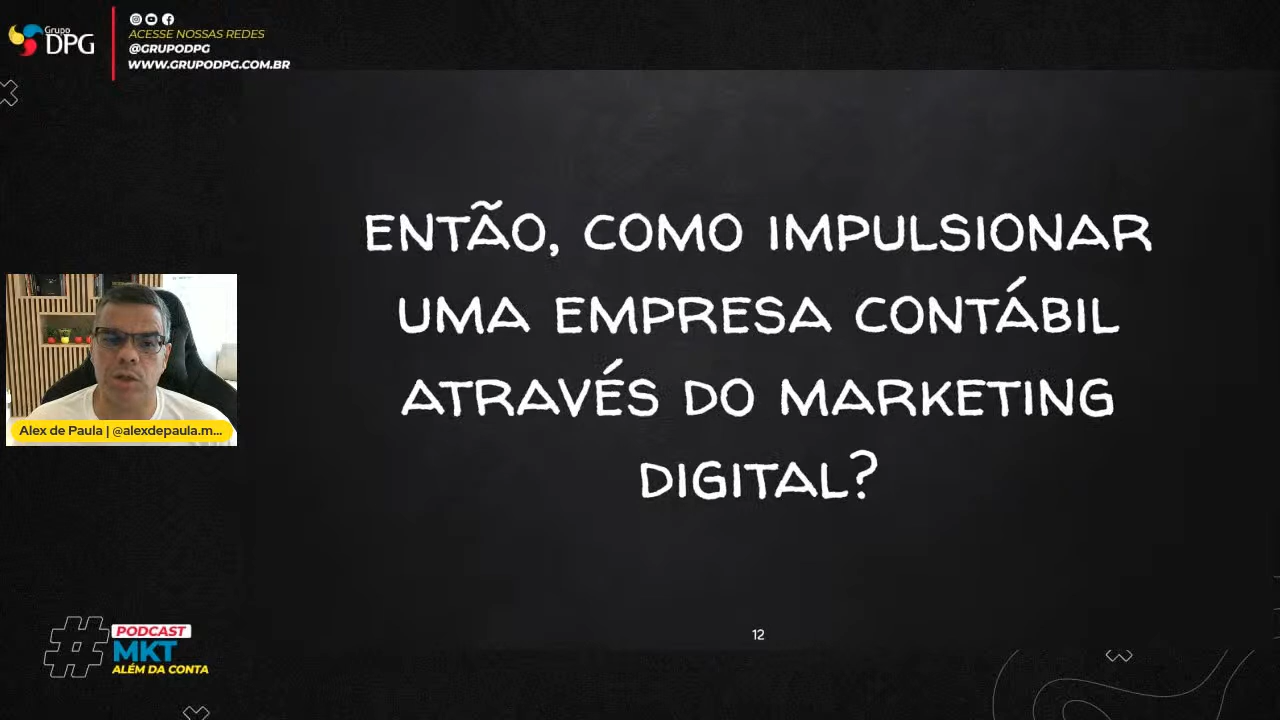 Grupo
DPG
ACESSE NOSSAS REDES
@GRUPODPG
WWW.GRUPODPG.COM.BR
ENTÃO, COMO IMPULSIONAR
UMA EMPRESA CONTÁBIL
ATRAVÉS DO MARKETING
DIGITAL?
Alex de Paula | @alexdepaula.m...
12
#
PODCAST
MKT
ALÉM DA CONTA